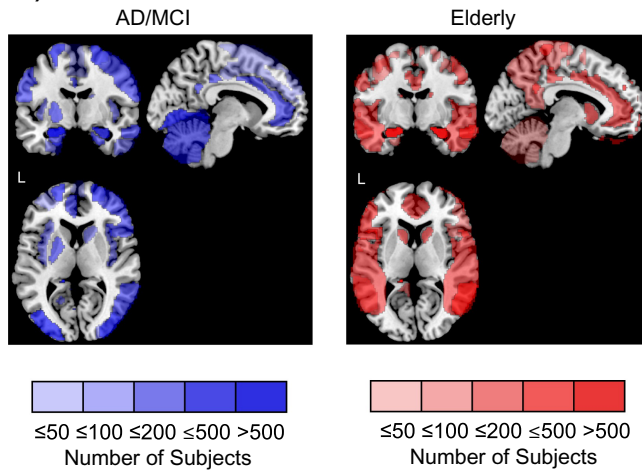 AD/MCI
Elderly
L
L
≤50 ≤100 ≤200 ≤500 >500
Number of Subjects
≤50 ≤100 ≤200 ≤500 >500
Number of Subjects